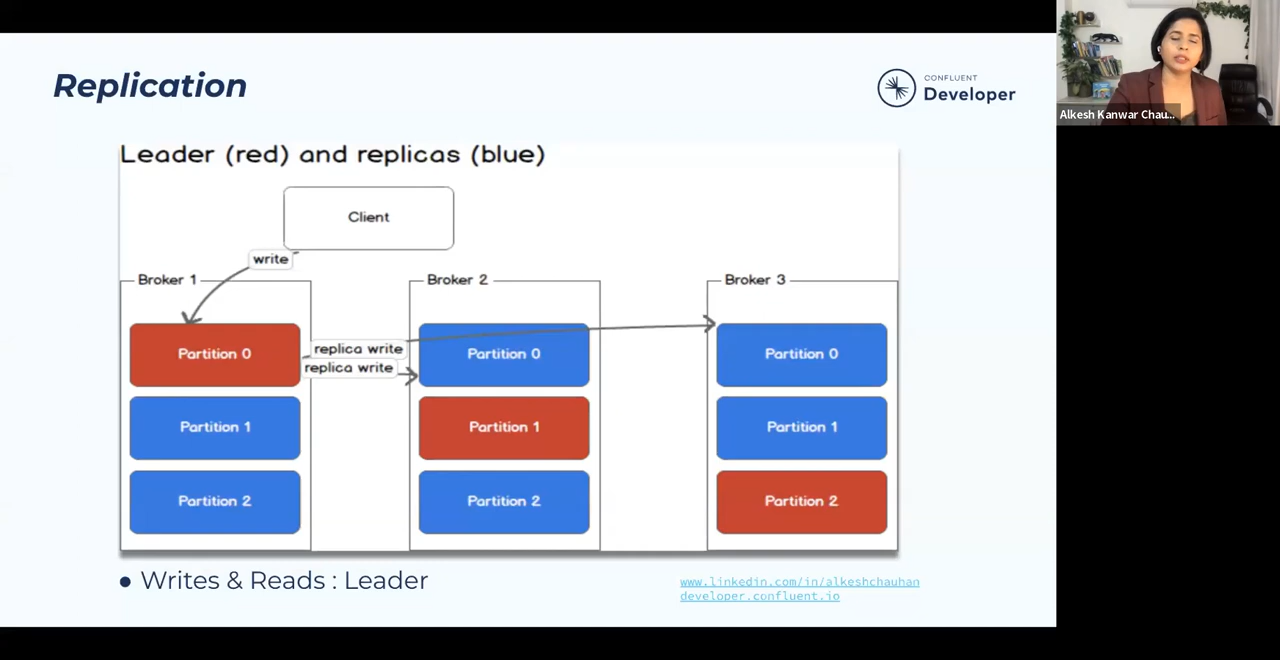 Replication
CONFLUENT
Developer
Alkesh Kanwar Chau...
Leader (red) and replicas (blue)
Client
write
Broker 1
Broker 2
Broker 3
Partition 0
replica write
replica write
Partition 0
Partition 0
Partition 1
Partition 1
Partition 1
Partition 2
Partition 2
Partition 2
● Writes & Reads : Leader
www.linkedin.com/in/alkeshchauhan
developer.confluent.io